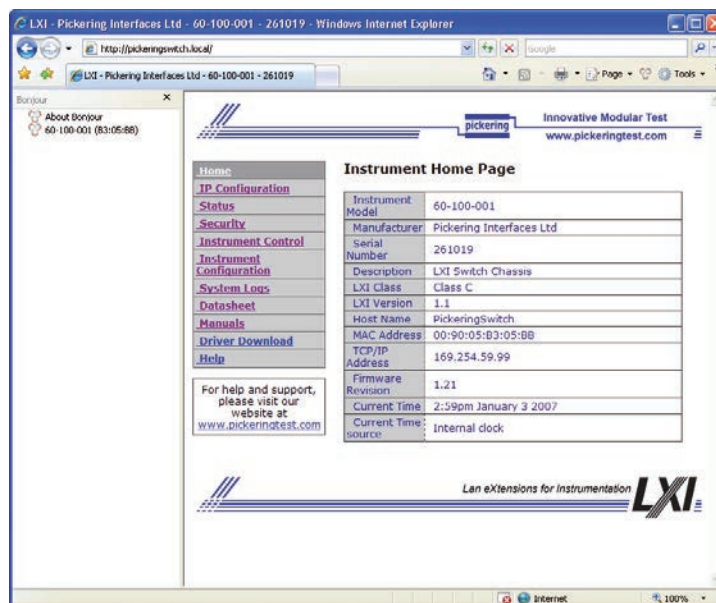 LXI - Pickering Interfaces Ltd - 60-100-001 - 261019 - Windows Internet Explorer
http://pickeringswitch.local/
Google
LXI - Pickering Interfaces Ltd - 60-100-001 - 261019
Page
Tools
Bonjour
About Bonjour
60-100-001 (B3:05:BB)
pickering
Innovative Modular Test
www.pickeringtest.com
Home
IP Configuration
Status
Security
Instrument Control
Instrument
Configuration
System Logs
Datasheet
Manuals
Driver Download
Help
For help and support,
please visit our
website at
www.pickeringtest.com
Instrument Home Page
Instrument
Model
60-100-001
Manufacturer Pickering Interfaces Ltd
Serial
Number
261019
Description LXI Switch Chassis
LXI Class Class C
LXI Version 1.1
Host Name PickeringSwitch
MAC Address 00:90:05:B3:05:BB
TCP/IP
Address
169.254.59.99
Firmware
Revision
1.21
Current Time 2:59pm January 3 2007
Current Time
source
Internal clock
Lan eXtensions for Instrumentation LXI
Internet
100%